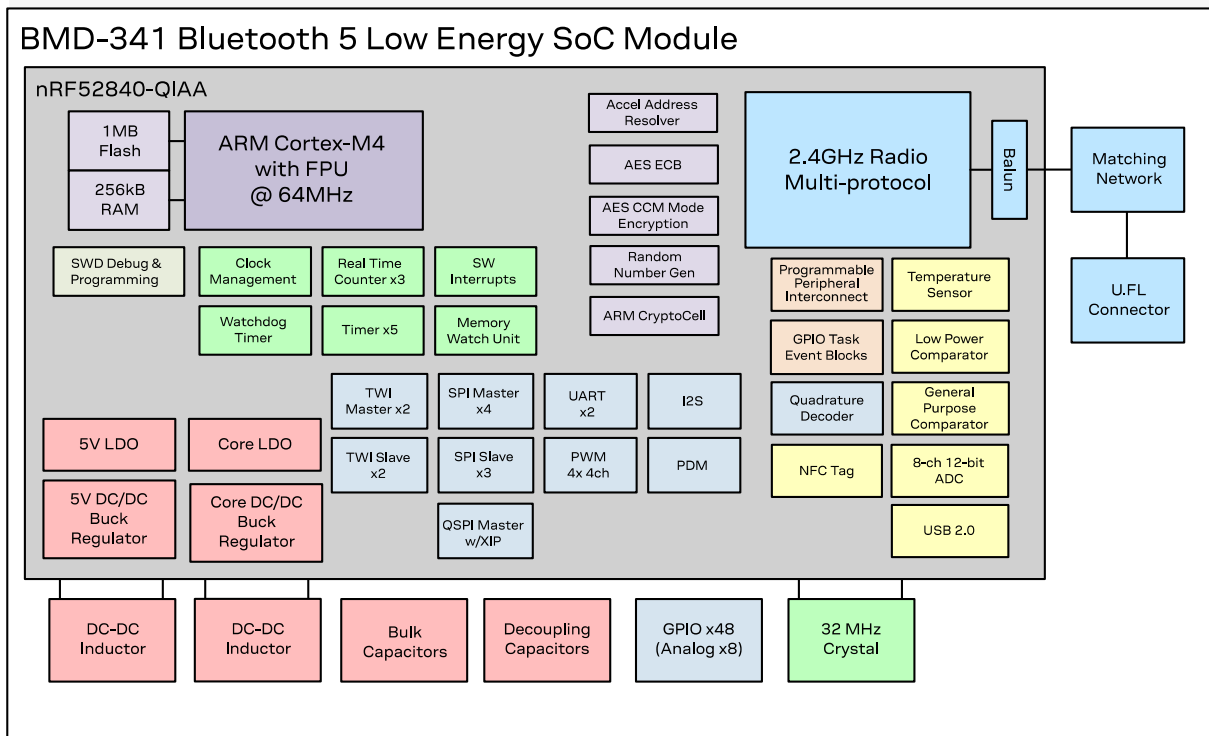 BMD-341 Bluetooth 5 Low Energy SoC Module
nRF52840-QIAA
1MB
Flash
256kB
RAM
ARM Cortex-M4
with FPU
@ 64MHz
Accel Address
Resolver
AES ECB
AES CCM Mode
Encryption
Random
Number Gen
ARM CryptoCell
2.4GHz Radio
Multi-protocol
Balun
Matching
Network
U.FL
Connector
SWD Debug &
Programming
Clock
Management
Real Time
Counter x3
SW
Interrupts
Watchdog
Timer
Timer x5
Memory
Watch Unit
Programmable
Peripheral
Interconnect
Temperature
Sensor
GPIO Task
Event Blocks
Low Power
Comparator
Quadrature
Decoder
General
Purpose
Comparator
NFC Tag
8-ch 12-bit
ADC
USB 2.0
TWI
Master x2
SPI Master
x4
UART
x2
I2S
TWI Slave
x2
SPI Slave
x3
PWM
4x 4ch
PDM
QSPI Master
w/XIP
5V LDO
Core LDO
5V DC/DC
Buck
Regulator
Core DC/DC
Buck
Regulator
DC-DC
Inductor
DC-DC
Inductor
Bulk
Capacitors
Decoupling
Capacitors
GPIO x48
(Analog x8)
32 MHz
Crystal